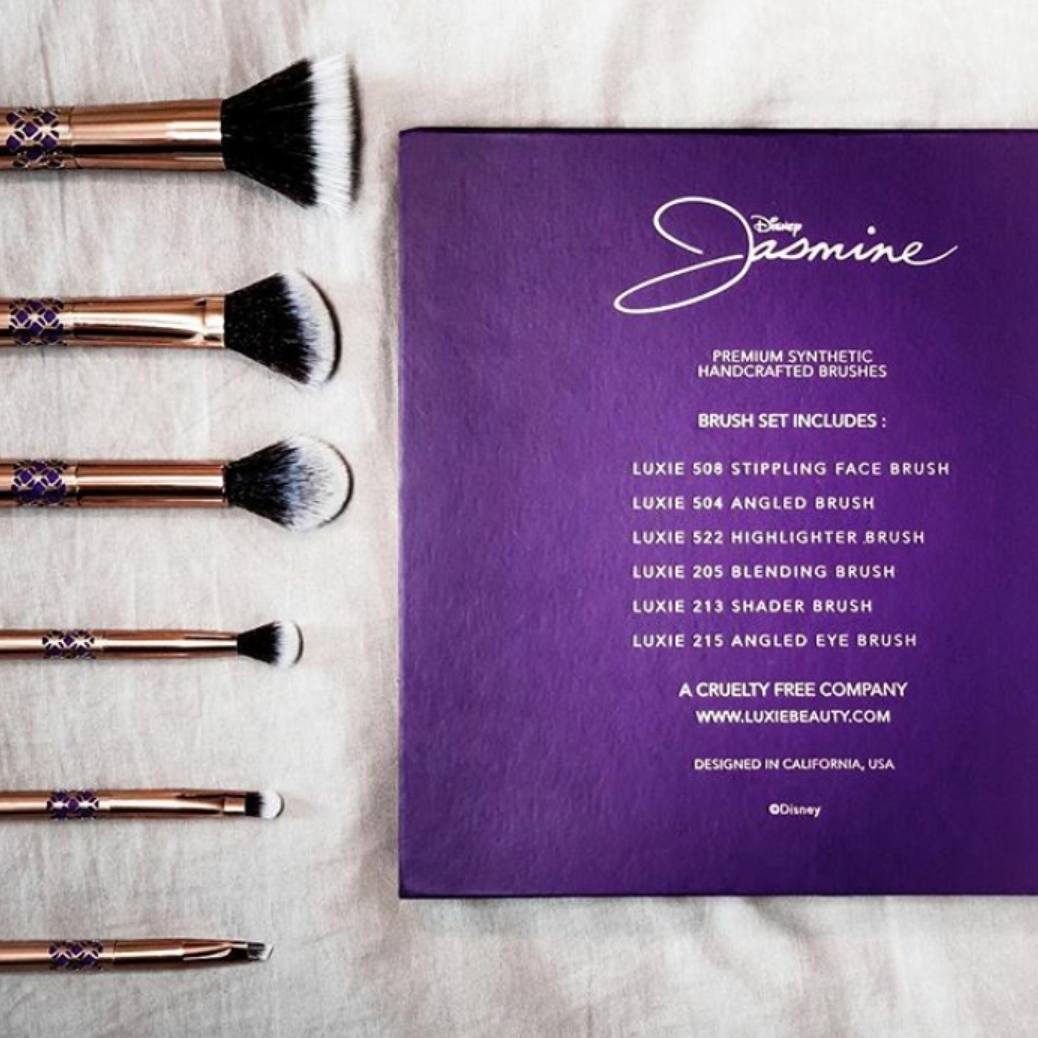 Disney
Jasmine
PREMIUM SYNTHETIC
HANDCRAFTED BRUSHES
BRUSH SET INCLUDES :
LUXIE 508 STIPPLING FACE BRUSH
LUXIE 504 ANGLED BRUSH
LUXIE 522 HIGHLIGHTER BRUSH
LUXIE 205 BLENDING BRUSH
LUXIE 213 SHADER BRUSH
LUXIE 215 ANGLED EYE BRUSH
A CRUELTY FREE COMPANY
WWW.LUXIEBEAUTY.COM
DESIGNED IN CALIFORNIA, USA
©Disney